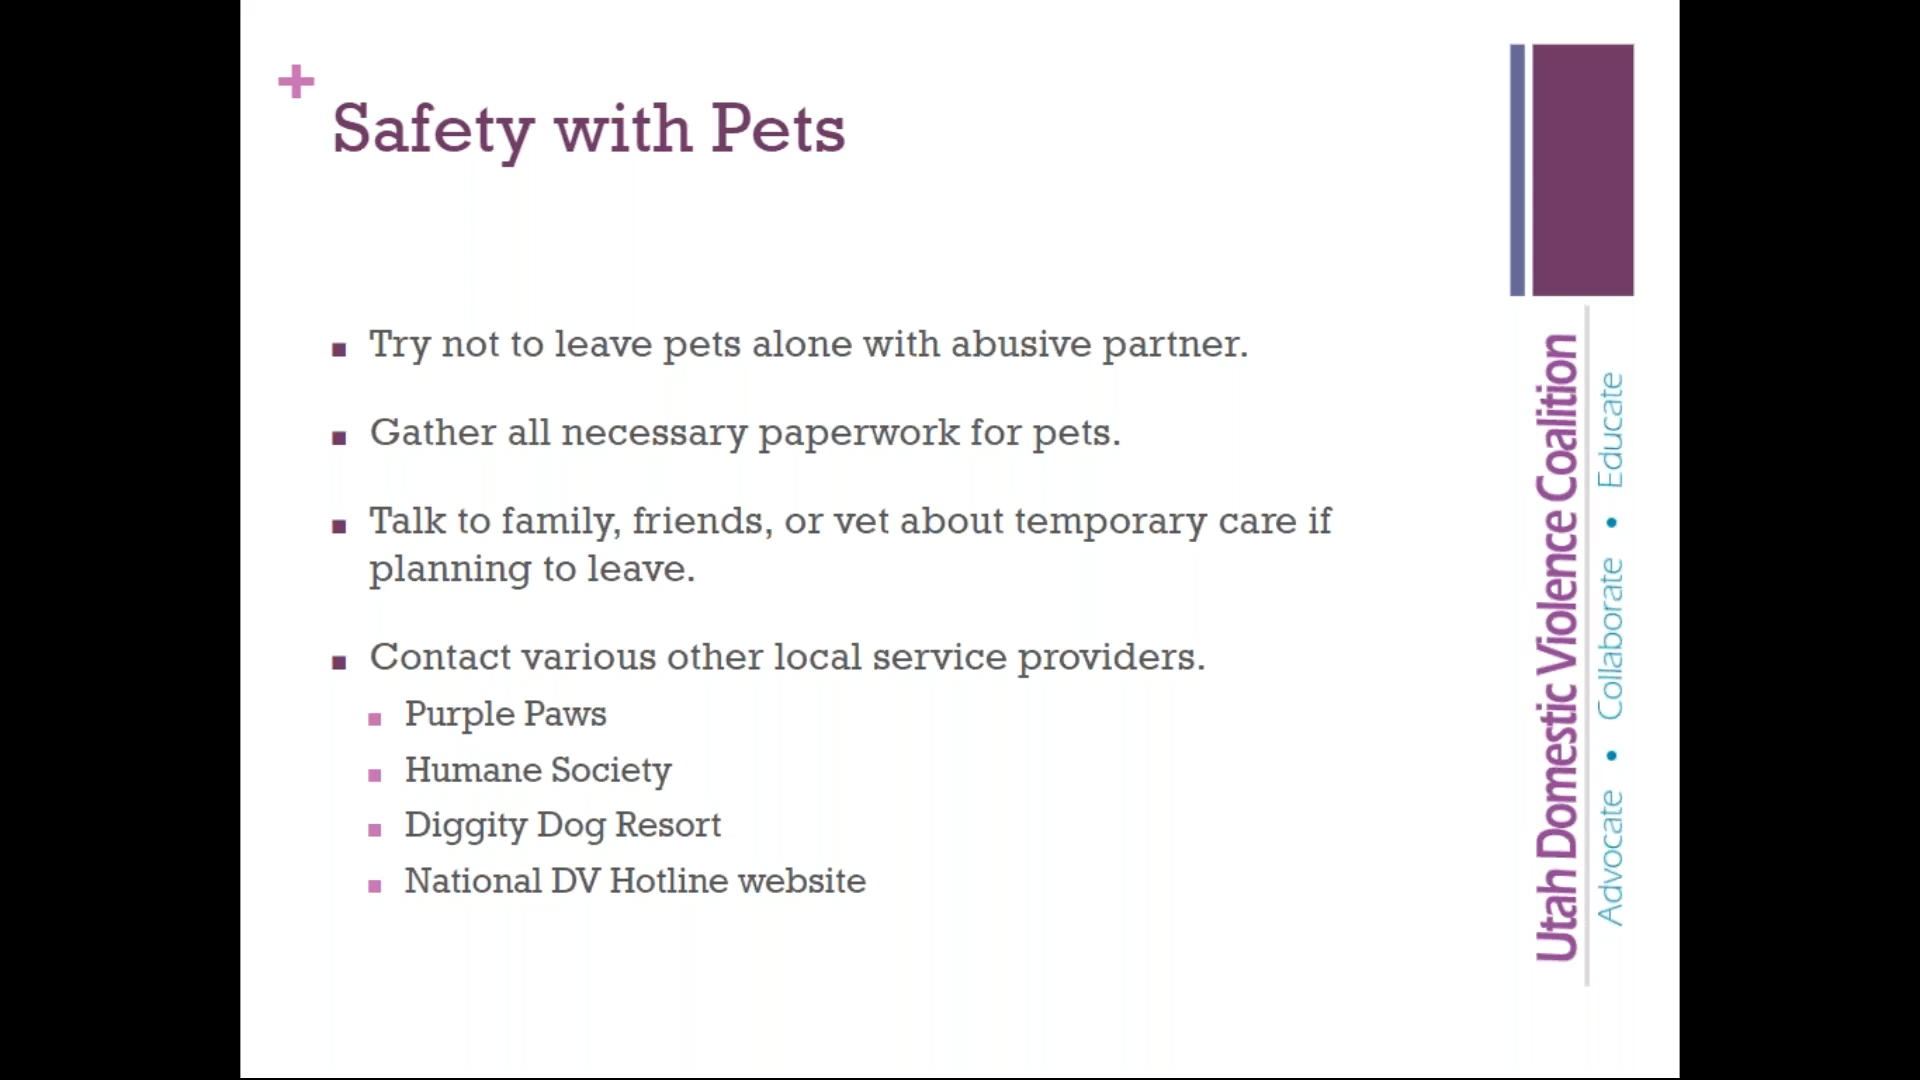 +
Safety with Pets
Try not to leave pets alone with abusive partner.
Gather all necessary paperwork for pets.
Talk to family, friends, or vet about temporary care if
planning to leave.
Contact various other local service providers.
Purple Paws
Humane Society
Diggity Dog Resort
National DV Hotline website
Utah Domestic Violence Coalition
Advocate • Collaborate • Educate